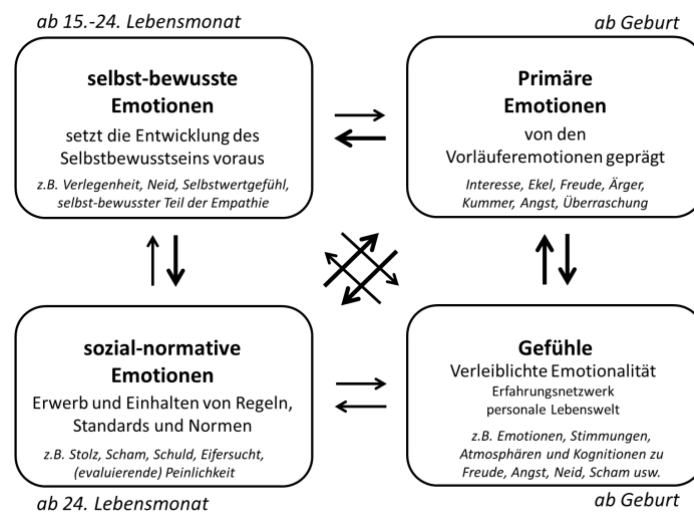 ab 15.-24. Lebensmonat
selbst-bewusste
Emotionen
setzt die Entwicklung des
Selbstbewusstseins voraus
z.B. Verlegenheit, Neid, Selbstwertgefühl,
selbst-bewusster Teil der Empathie
ab Geburt
Primäre
Emotionen
von den
Vorläuferemotionen geprägt
Interesse, Ekel, Freude, Ärger,
Kummer, Angst, Überraschung
sozial-normative
Emotionen
Erwerb und Einhalten von Regeln,
Standards und Normen
z.B. Stolz, Scham, Schuld, Eifersucht,
(evaluierende) Peinlichkeit
ab 24. Lebensmonat
Gefühle
Verleiblichte Emotionalität
Erfahrungsnetzwerk
personale Lebenswelt
z.B. Emotionen, Stimmungen,
Atmosphären und Kognitionen zu
Freude, Angst, Neid, Scham usw.
ab Geburt